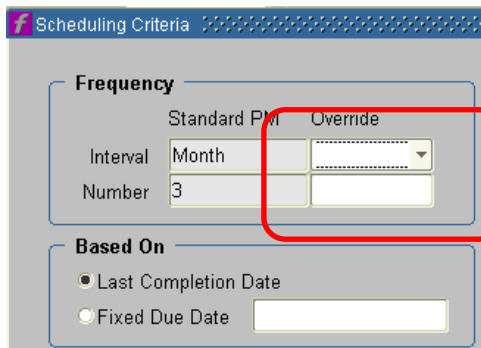 f Scheduling Criteria
Frequency
Standard PM Override
Interval Month
Number 3
Based On
Last Completion Date
Fixed Due Date